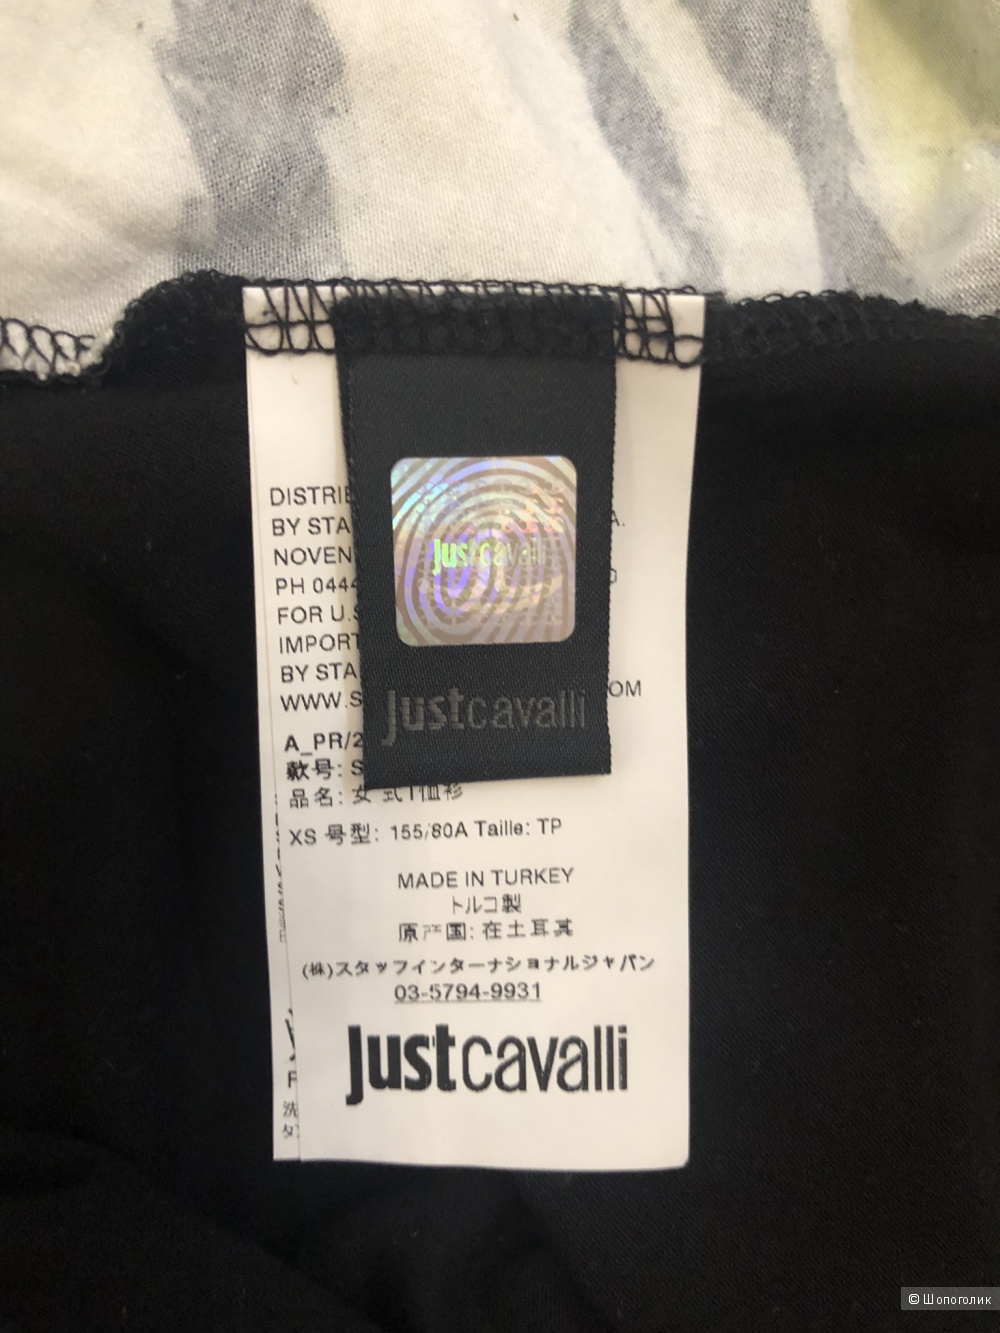 DISTRIB
BY STA A.
NOVEN
PH 0444
FOR U.S
IMPORT
BY STA
WWW.S OM
justcavalli
justcavalli
A_PR/2
款号: S
品名: 女 式T恤衫
XS 号型: 155/80A Taille: TP
MADE IN TURKEY
トルコ製
原产国: 在土耳其
(株)スタッフインターナショナルジャパン
03-5794-9931
justcavalli
F
洗
タ
© Шопоголик